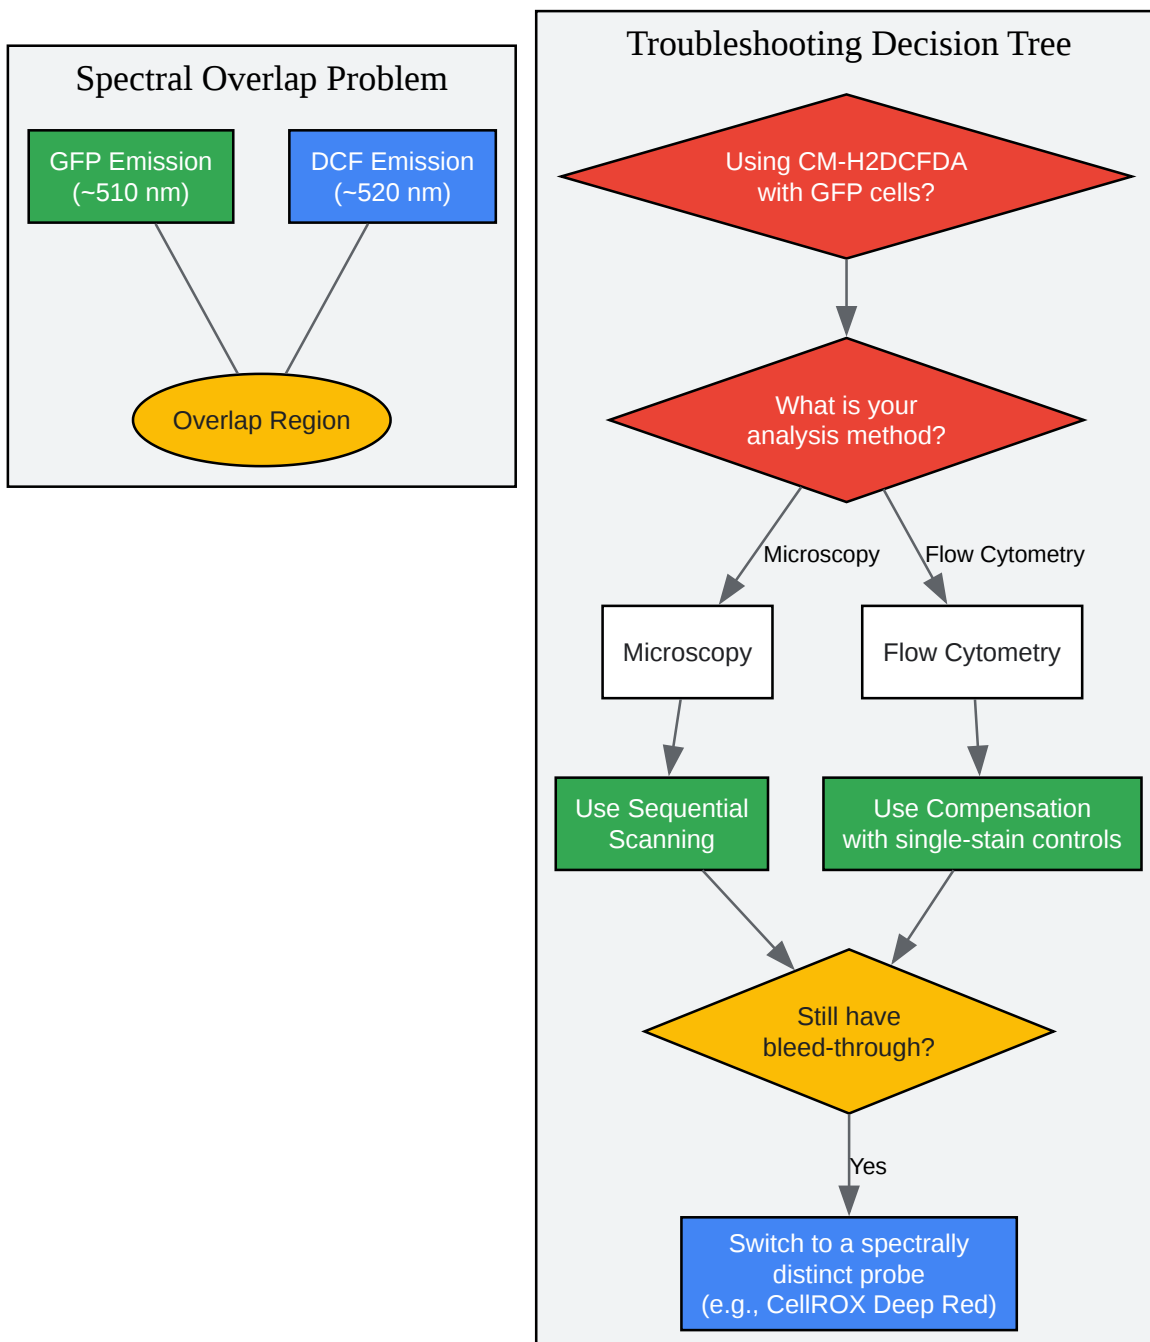 Spectral Overlap Problem
GFP Emission
(~510 nm)
DCF Emission
(~520 nm)
Overlap Region
Troubleshooting Decision Tree
Using CM-H2DCFDA
with GFP cells?
What is your
analysis method?
Microscopy
Flow Cytometry
Microscopy
Flow Cytometry
Use Sequential
Scanning
Use Compensation
with single-stain controls
Still have
bleed-through?
Yes
Switch to a spectrally
distinct probe
(e.g., CellROX Deep Red)